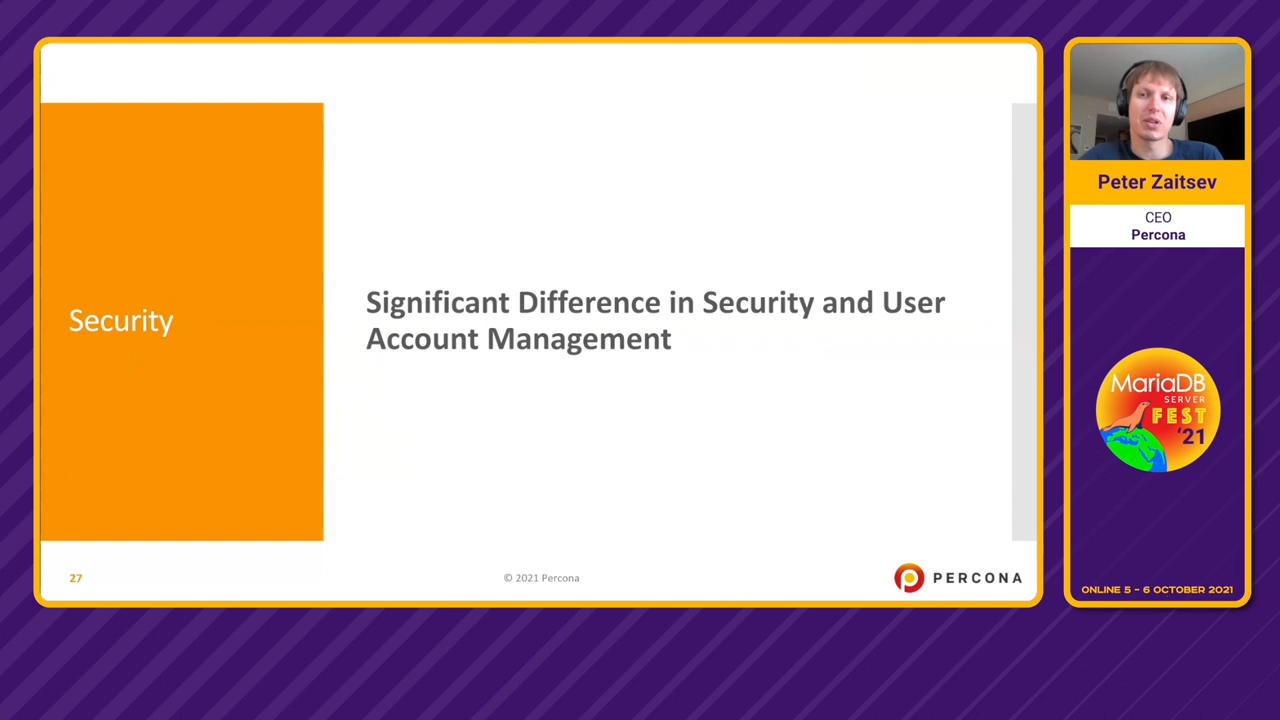 Security
Significant Difference in Security and User
Account Management
27
© 2021 Percona
PERCONA
Peter Zaitsev
CEO
Percona
MariaDB
SERVER
FEST
'21
ONLINE 5 – 6 OCTOBER 2021